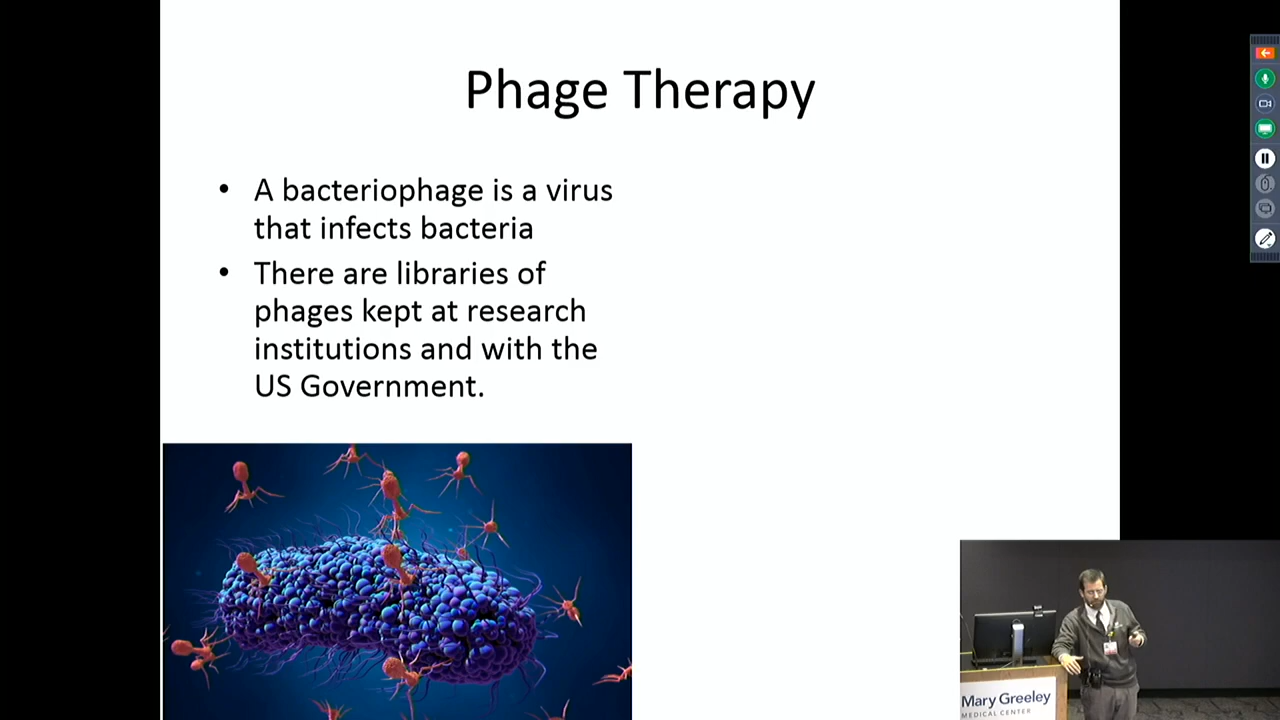 Phage Therapy
• A bacteriophage is a virus
that infects bacteria
• There are libraries of
phages kept at research
institutions and with the
US Government.
Mary Greeley
MEDICAL CENTER